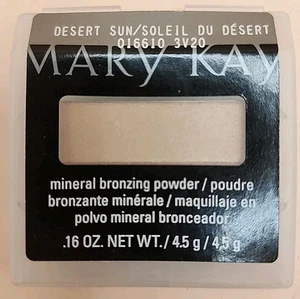 DESERT SUN/SOLEIL DU DÉSERT
016610 3V20
MARY KAY
mineral bronzing powder / poudre
bronzante minérale / maquillaje en
polvo mineral bronceador
.16 OZ. NET WT./ 4.5 g / 4,5 g